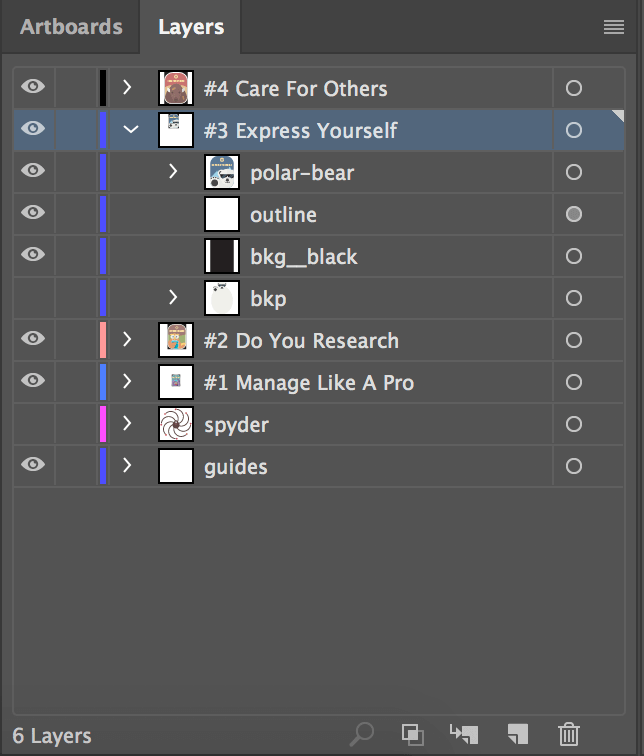 Artboards Layers
#4 Care For Others
#3 Express Yourself
polar-bear
outline
bkg__black
bkp
#2 Do You Research
#1 Manage Like A Pro
spyder
guides
6 Layers